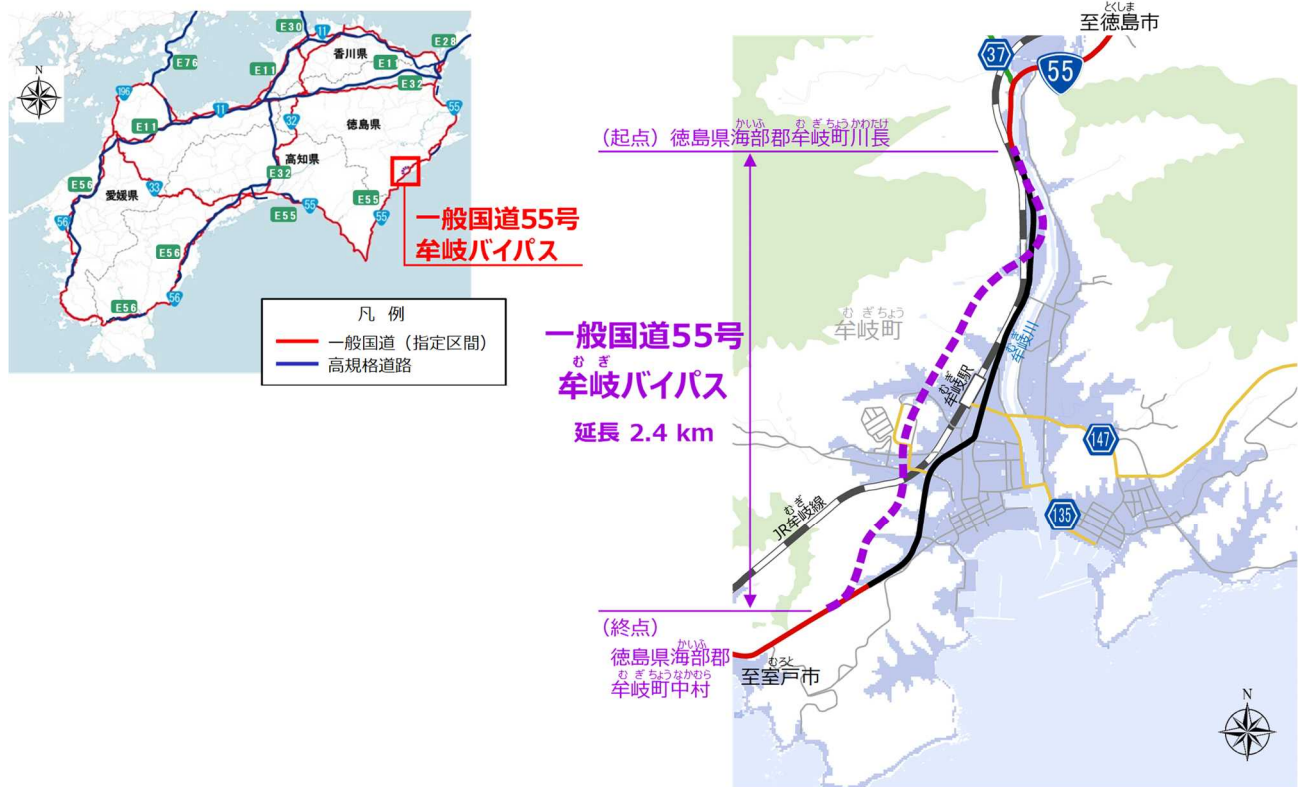 E30
11
E28
香川県
E76
E11
E11
E32
196
11
55
E11
32
徳島県
高知県
E32
E56
33
愛媛県
E55
55
E55
55
56
E56
56
E56
N
一般国道55号
牟岐バイパス
凡 例
一般国道（指定区間）
高規格道路
とくしま
至徳島市
37
55
かいふ むぎちょうかわたけ
（起点）徳島県海部郡牟岐町川長
一般国道55号
むぎ
牟岐バイパス
延長 2.4 km
むぎちょう
牟岐町
むぎ
牟岐川
むぎ
牟岐駅
147
135
むぎ
JR牟岐線
（終点）
かいふ
徳島県海部郡
むぎちょうなかむら
牟岐町中村
むろと
至室戸市
N